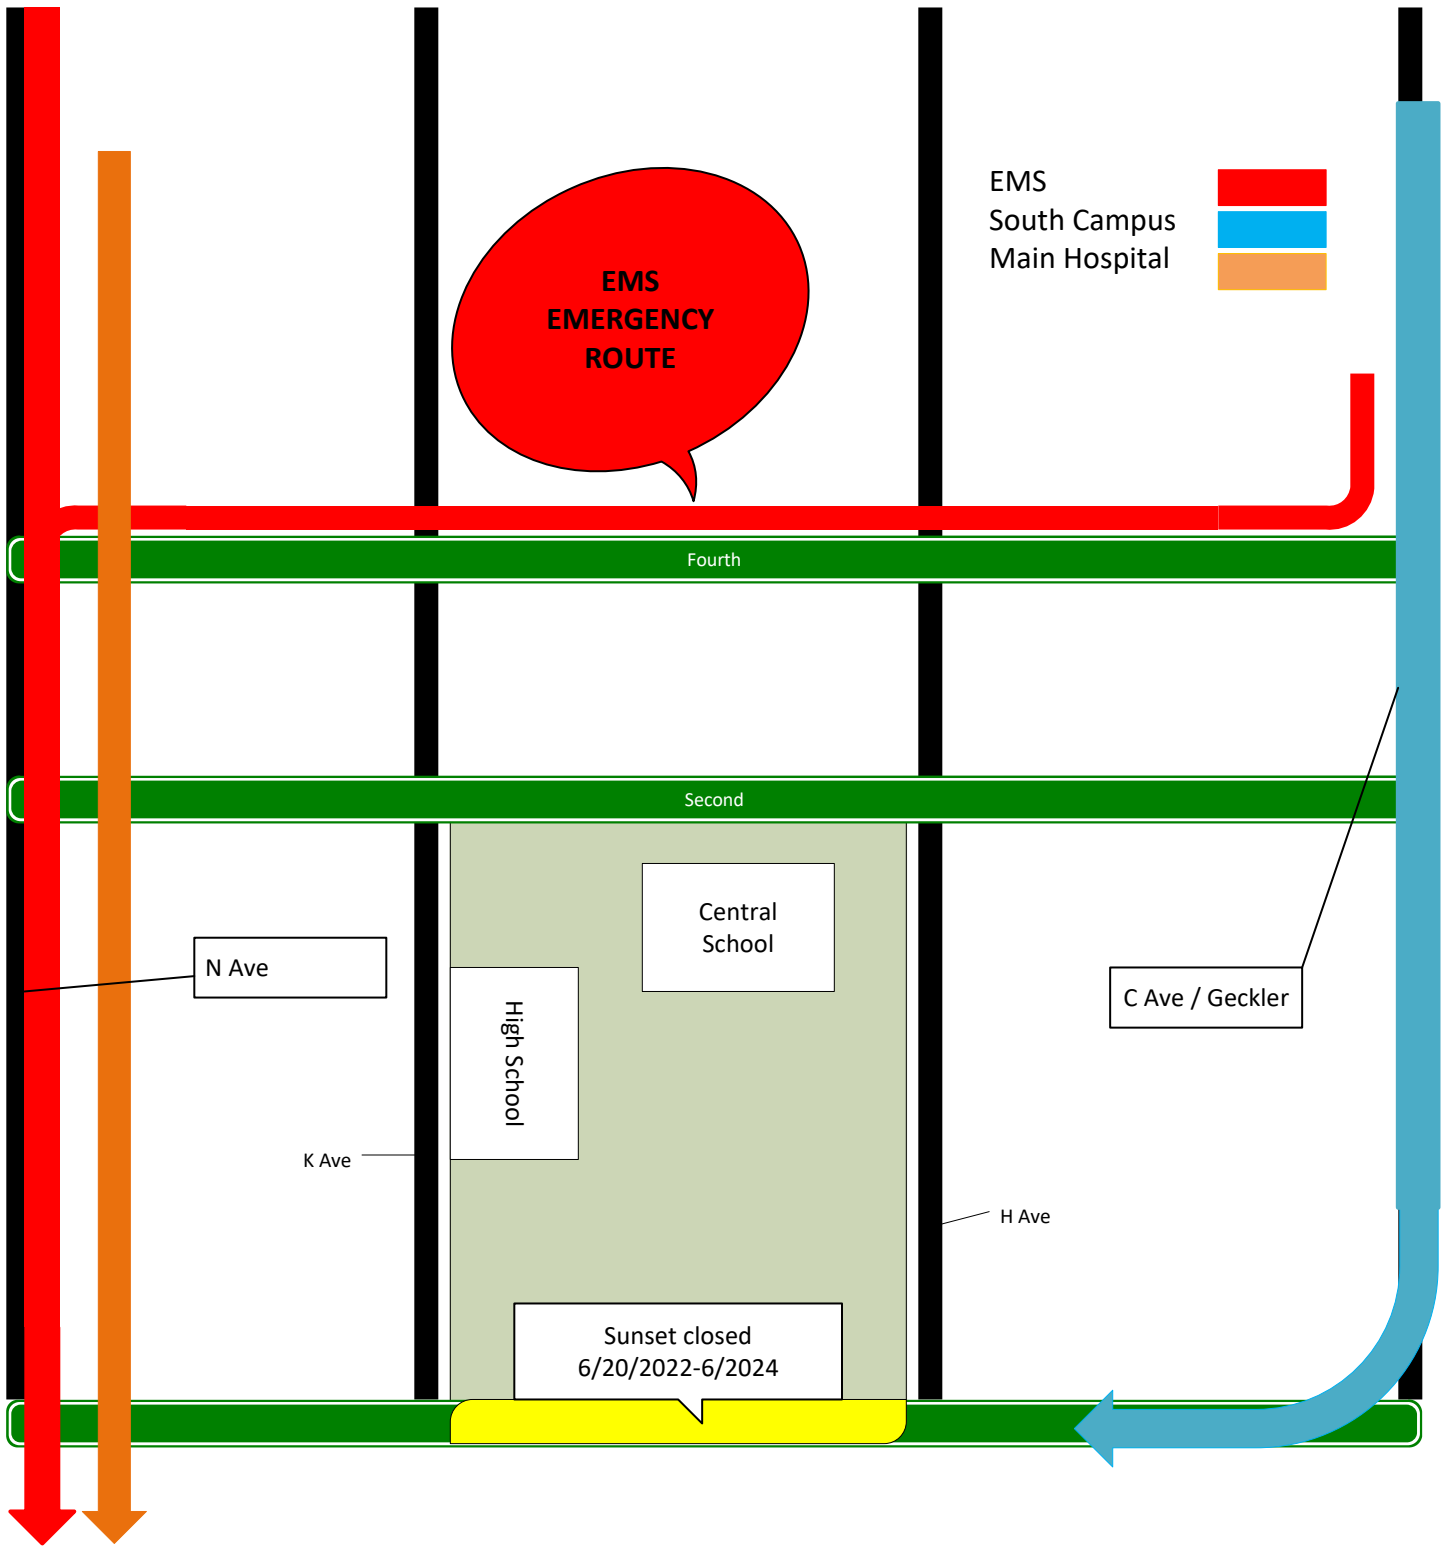 EMS
South Campus
Main Hospital
EMS
EMERGENCY
ROUTE
Fourth
Second
Central
School
N Ave
High School
C Ave / Geckler
K Ave
H Ave
Sunset closed
6/20/2022-6/2024